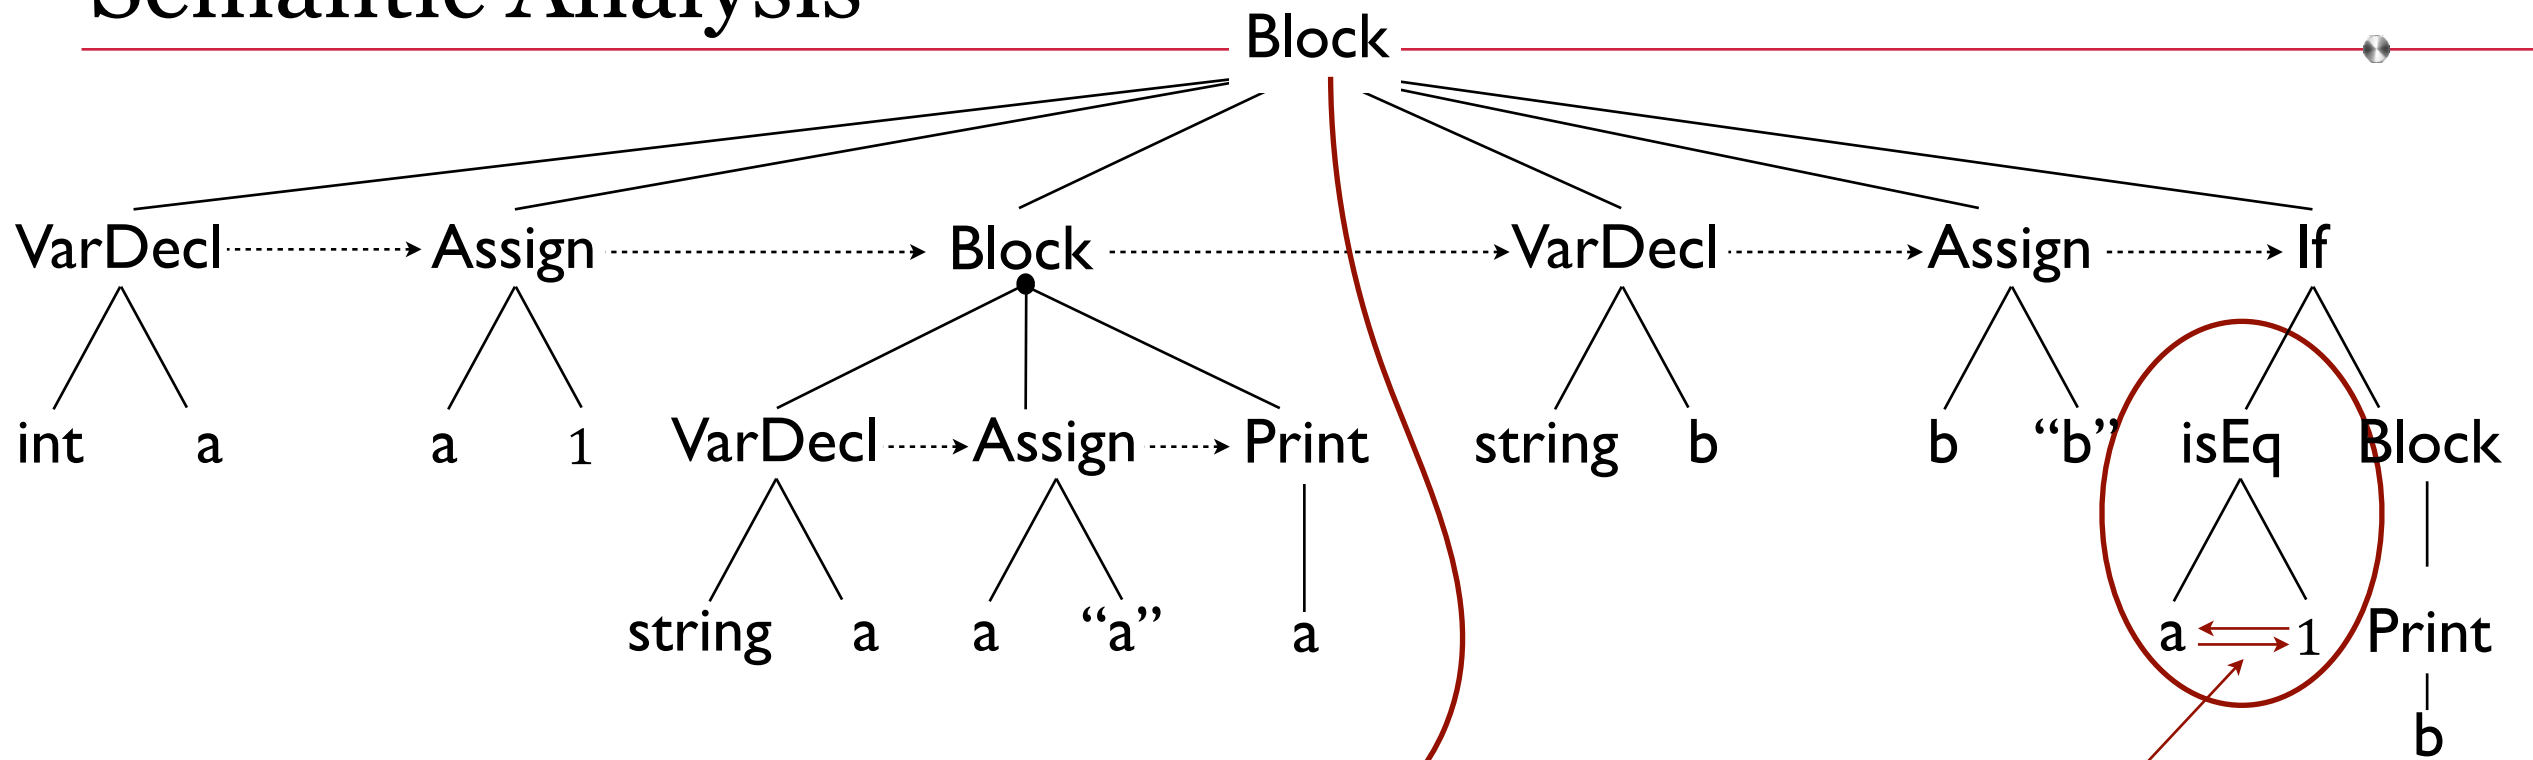 Semantic Analysis
Block
VarDecl Assign Block VarDecl Assign If
int a a 1 VarDecl Assign Print string b b “b” isEq Block
string a a “a” a a 1 Print
b